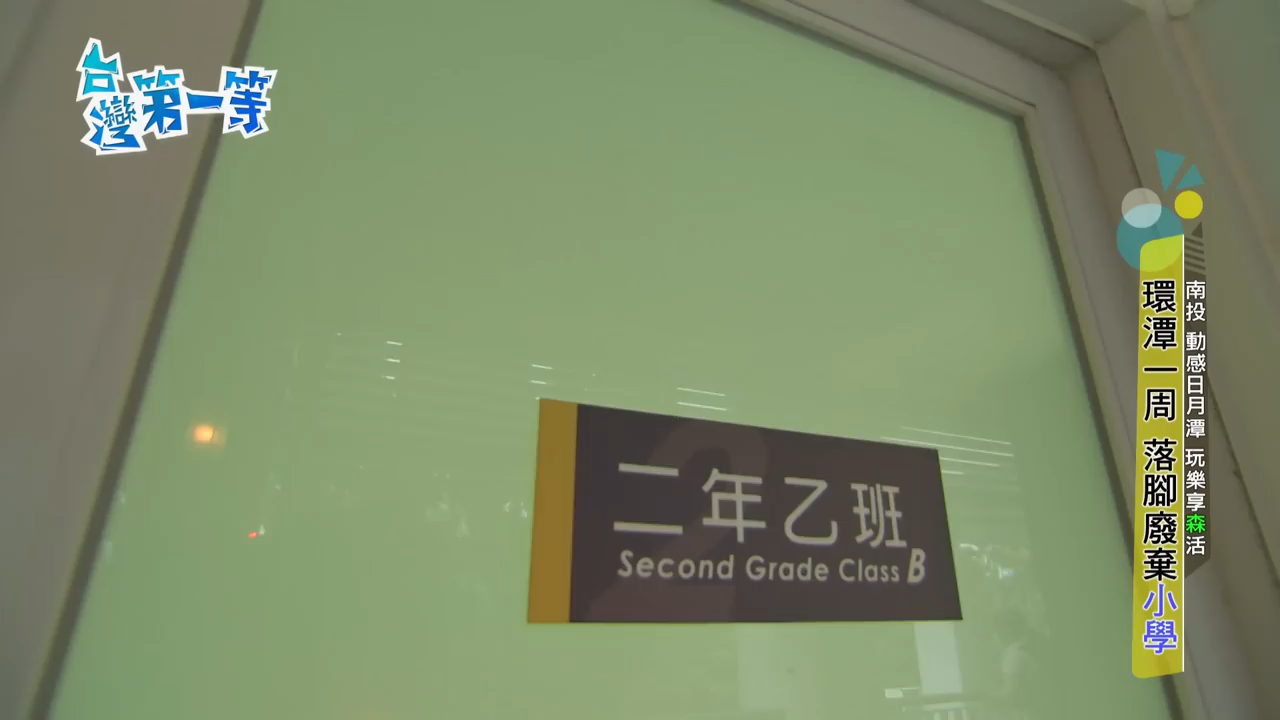 台灣第一等
南投 動感日月潭 玩樂享森活
環潭一周 落腳廢棄小學
二年乙班
Second Grade Class B